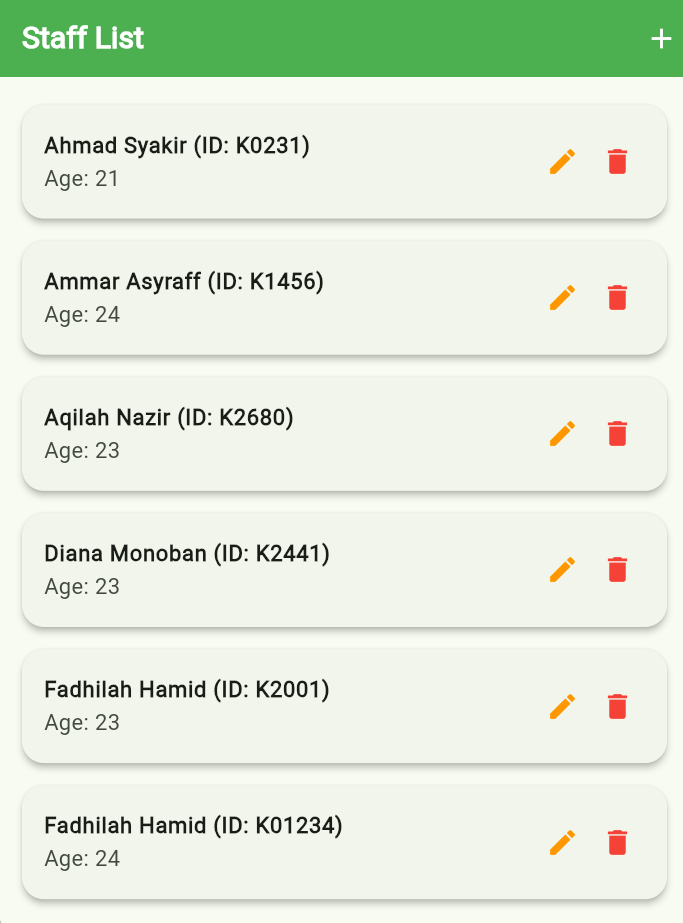 Staff List
Ahmad Syakir (ID: K0231)
Age: 21
Ammar Asyraff (ID: K1456)
Age: 24
Aqilah Nazir (ID: K2680)
Age: 23
Diana Monoban (ID: K2441)
Age: 23
Fadhilah Hamid (ID: K2001)
Age: 23
Fadhilah Hamid (ID: K01234)
Age: 24